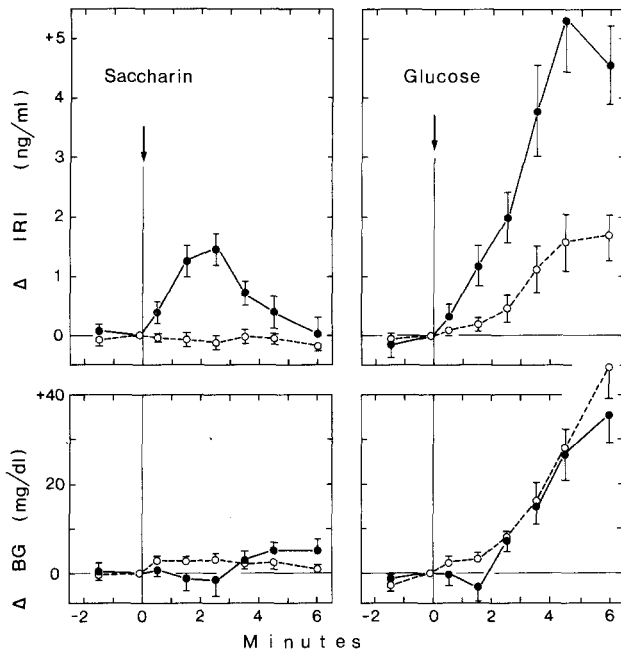 +5
4
3
2
1
0
Δ IRI (ng/ml)
Saccharin
Glucose
+40
20
0
Δ BG (mg/dl)
-2 0 2 4 6
-2 0 2 4 6
Minutes